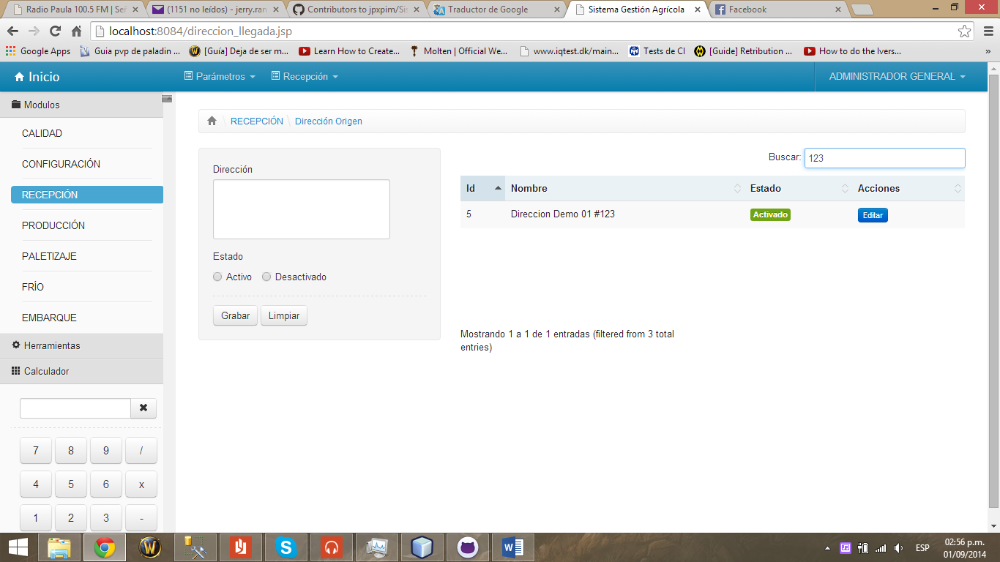 Radio Paula 100.5 FM | Señ
(1151 no leídos) - jerry.ran
Contributors to jpxpim/Sis
Traductor de Google
Sistema Gestión Agrícola
Facebook
localhost:8084/direccion_llegada.jsp
Google Apps
Guia pvp de paladin ...
[Guía] Deja de ser m...
Learn How to Create...
Molten | Official We...
www.iqtest.dk/main...
Tests de CI
[Guide] Retribution ...
How to do the Ivers...
»
Inicio
Parámetros
Recepción
ADMINISTRADOR GENERAL
Modulos
CALIDAD
CONFIGURACIÓN
RECEPCIÓN
PRODUCCIÓN
PALETIZAJE
FRÍO
EMBARQUE
Herramientas
Calculador
7 8 9 /
4 5 6 x
1 2 3 -
RECEPCIÓN \ Dirección Origen
Dirección
Estado
Activo Desactivado
Grabar Limpiar
Buscar: 123
Id Nombre Estado Acciones
5 Direccion Demo 01 #123 Activado Editar
Mostrando 1 a 1 de 1 entradas (filtered from 3 total
entries)
ESP
02:56 p.m.
01/09/2014